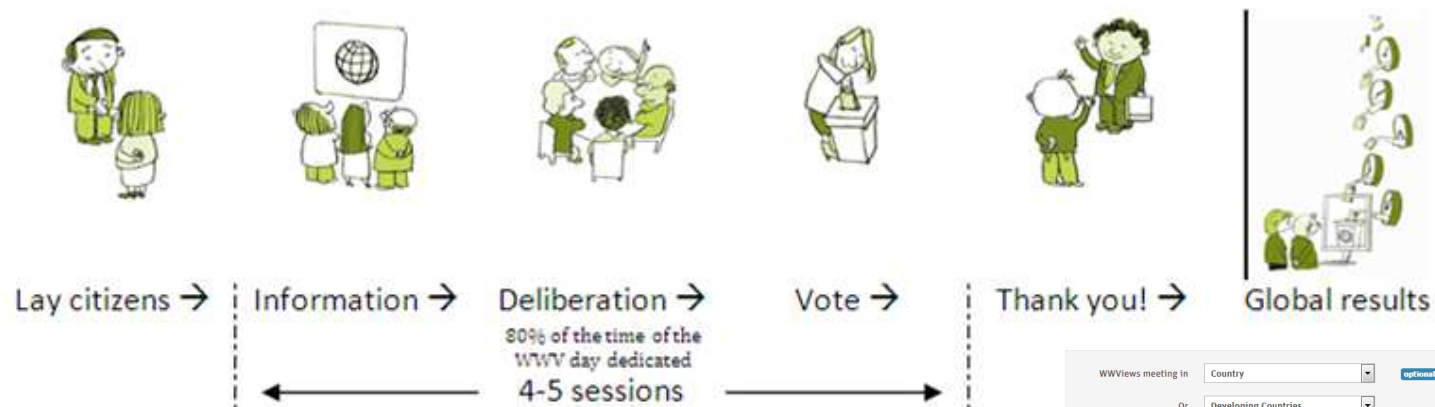 Lay citizens →
Information →
Deliberation →
Vote →
Thank you! →
Global results
80% of the time of the
WWV day dedicated
4-5 sessions
WWViews meeting in Country optional
Or Developing Countries